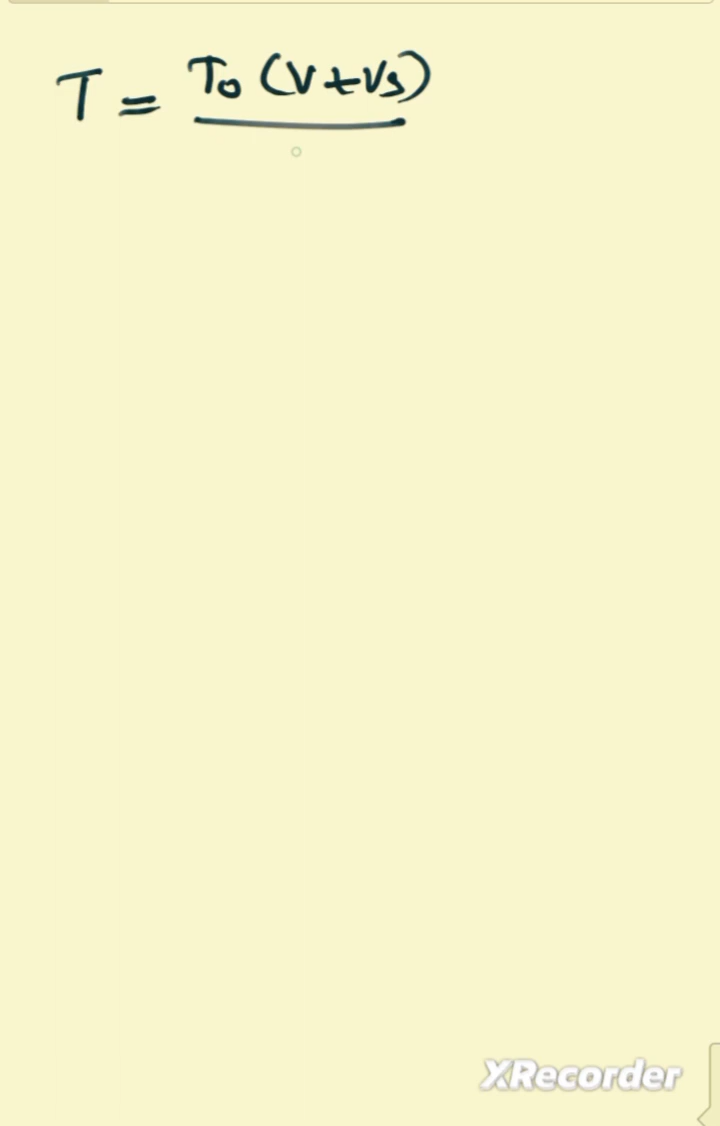 T = T₀ (V + Vs)
XRecorder